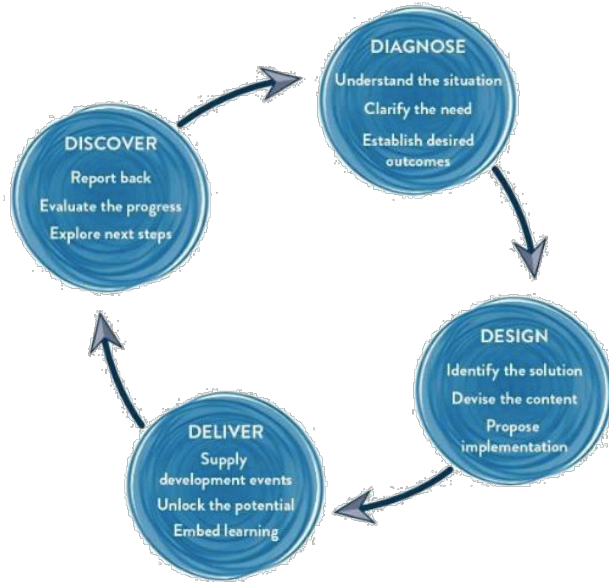 DIAGNOSE
Understand the situation
Clarify the need
Establish desired
outcomes
DISCOVER
Report back
Evaluate the progress
Explore next steps
DESIGN
Identify the solution
Devise the content
Propose
implementation
DELIVER
Supply
development events
Unlock the potential
Embed learning